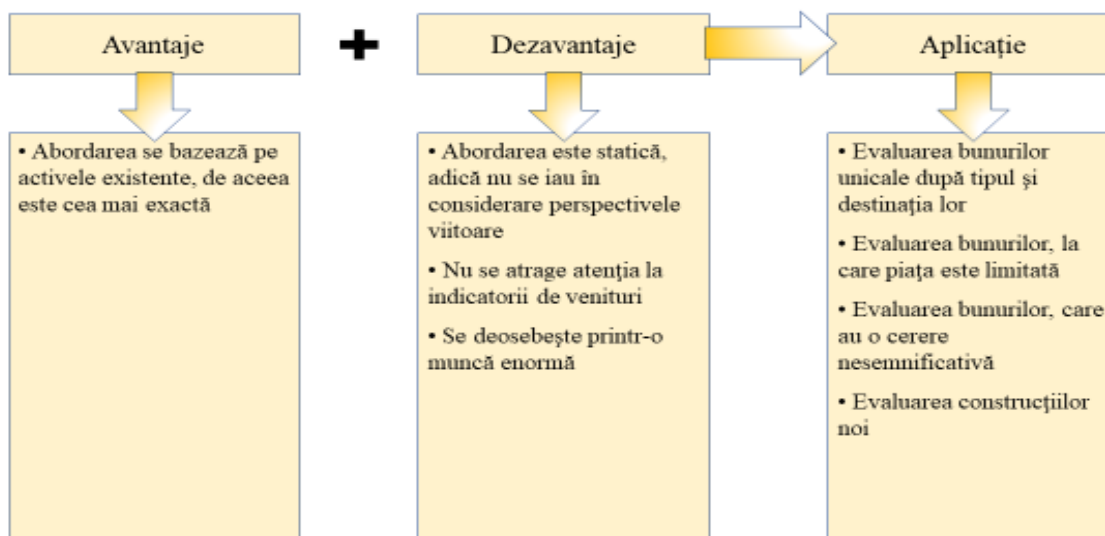 Avantaje
Dezavantaje
Aplicație
• Abordarea se bazează pe
activele existente, de aceea
este cea mai exactă
• Abordarea este statică,
adică nu se iau în
considerare perspectivele
viitoare
• Nu se atrage atenţia la
indicatorii de venituri
• Se deosebeşte printr-o
muncă enormă
• Evaluarea bunurilor
unicale după tipul şi
destinaţia lor
• Evaluarea bunurilor, la
care piaţa este limitată
• Evaluarea bunurilor, care
au o cerere
nesemnificativă
• Evaluarea construcţiilor
noi